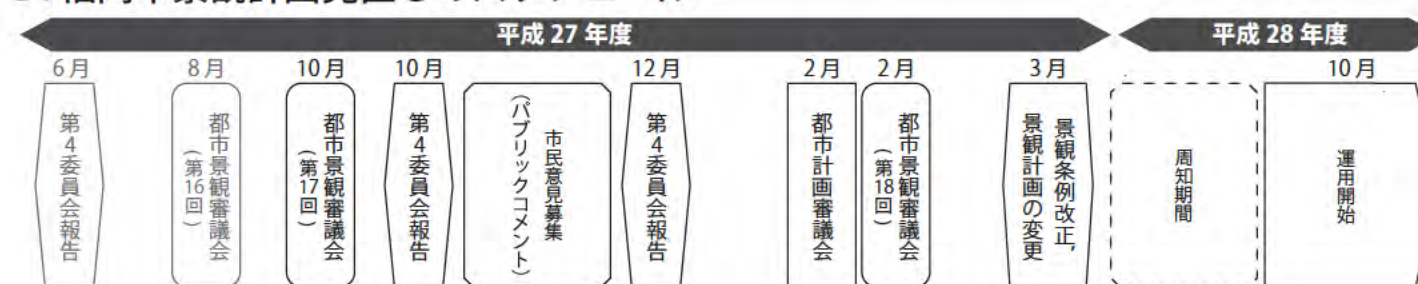 平成 27 年度
平成 28 年度
6月
8月
10月
10月
12月
2月
2月
3月
10月
第4委員会報告
都市景観審議会
（第16回）
都市景観審議会
（第17回）
第4委員会報告
市民意見募集
（パブリックコメント）
第4委員会報告
都市計画審議会
都市景観審議会
（第18回）
景観条例改正，
景観計画の変更
周知期間
運用開始